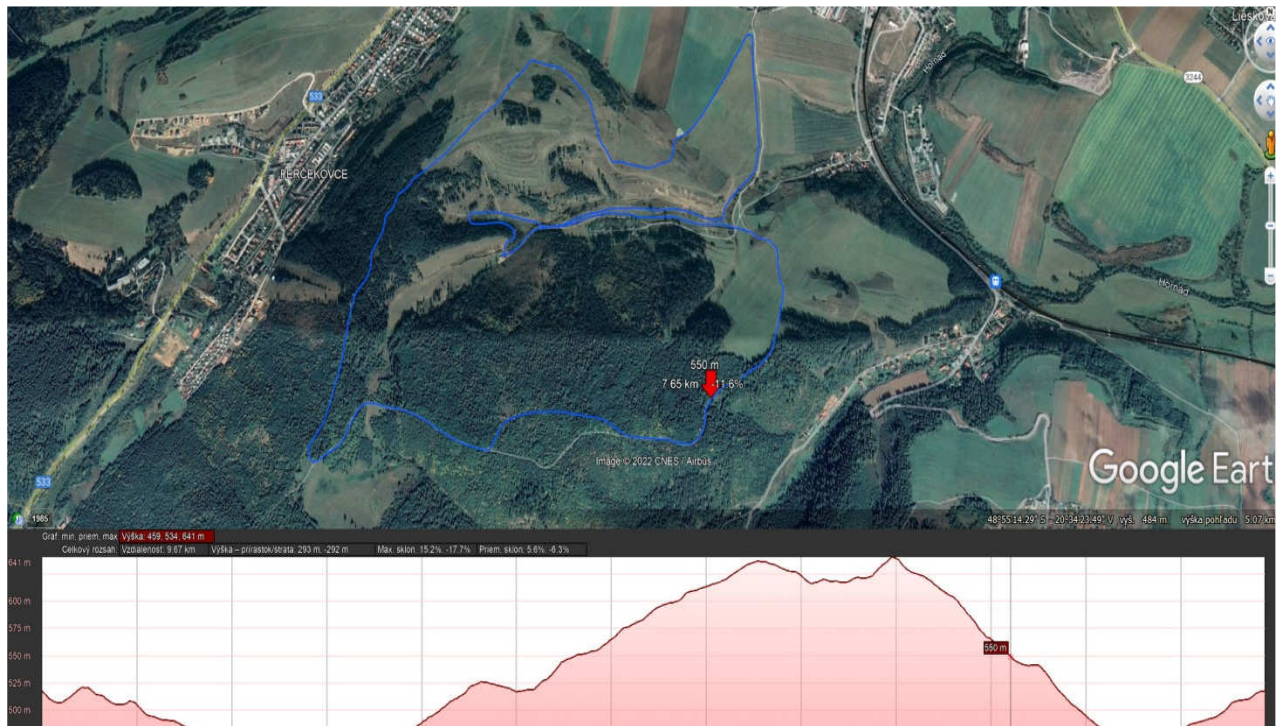 Liesko
533
3244
Hornád
PERČEKOVCE
550 m
7.65 km -11.6%
Hornád
Image © 2022 CNES / Airbus
Google Eart
533
1985
48°55'14.29" S 20°34'23.49" V výš. 484 m výška pohľadu 5.07 km
Graf: min, priem, max Výška: 459, 534, 641 m
Celkový rozsah: Vzdialenosť: 9.67 km Výška – prírastok/strata: 293 m, -292 m Max. sklon: 15.2%, -17.7% Priem. sklon: 5.6%, -6.3%
641 m
600 m
575 m
550 m
550 m
525 m
500 m